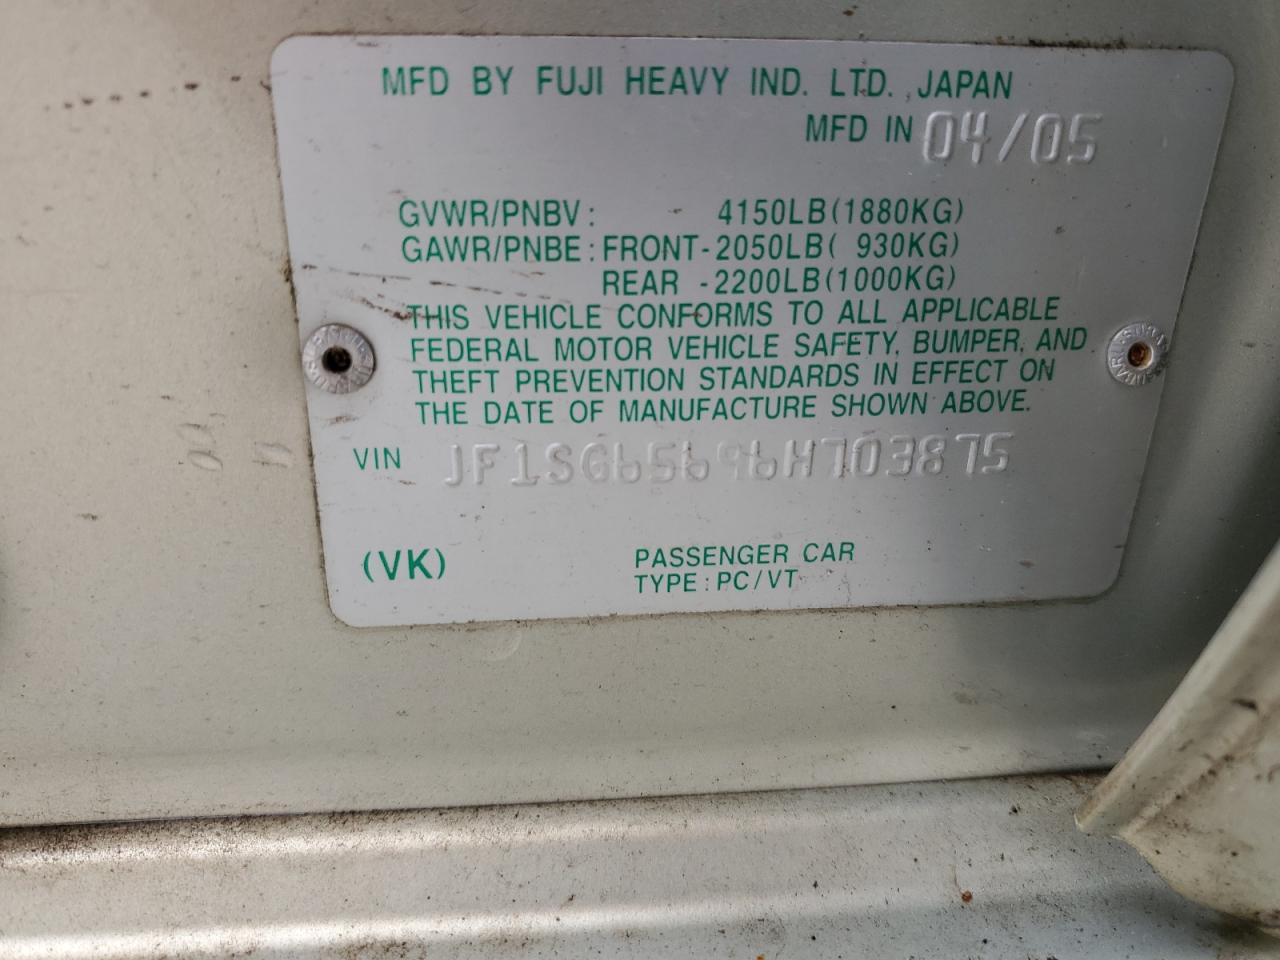 MFD BY FUJI HEAVY IND. LTD. JAPAN
MFD IN 04/05
GVWR/PNBV: 4150LB(1880KG)
GAWR/PNBE: FRONT-2050LB( 930KG)
REAR -2200LB(1000KG)
THIS VEHICLE CONFORMS TO ALL APPLICABLE
FEDERAL MOTOR VEHICLE SAFETY, BUMPER, AND
THEFT PREVENTION STANDARDS IN EFFECT ON
THE DATE OF MANUFACTURE SHOWN ABOVE.
VIN JF1SG65696H703875
(VK) PASSENGER CAR
TYPE: PC/VT